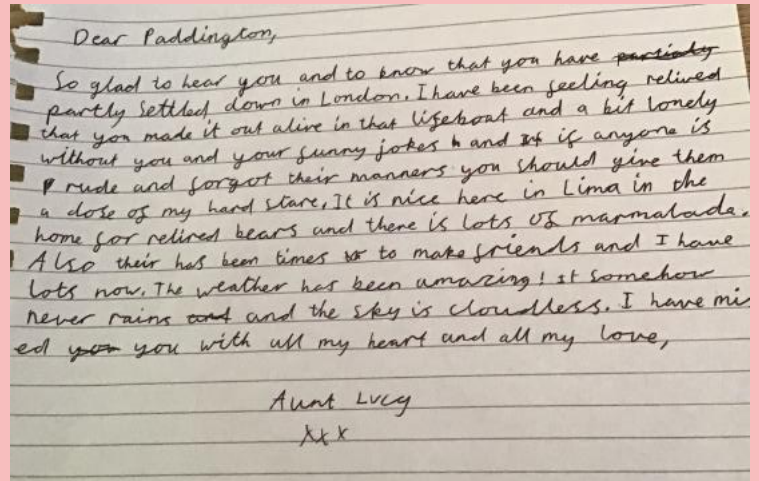 Dear Paddington,
So glad to hear you and to know that you have partialy
partly settled down in London. I have been feeling relived
that you made it out alive in that lifeboat and a bit lonely
without you and your funny jokes h and if if anyone is
rude and forgot their manners you should give them
a dose of my hard stare. It is nice here in Lima in the
home for retired bears and there is lots of marmalade.
Also their has been times to make friends and I have
lots now. The weather has been amazing! it somehow
never rains and and the sky is cloudless. I have mi
ed you you with all my heart and all my love,
Aunt Lucy
xxx